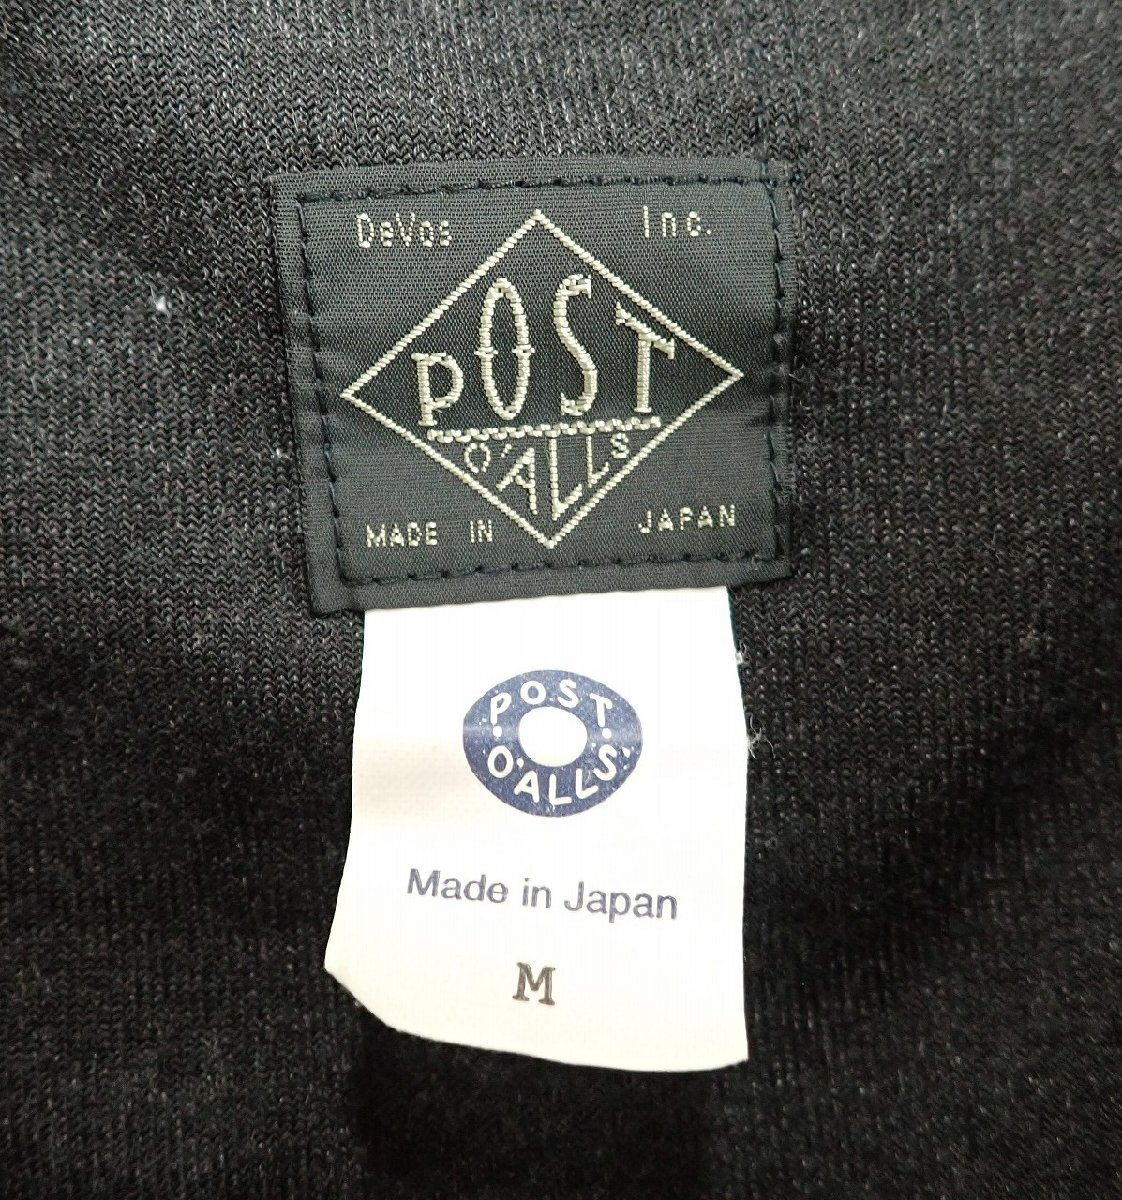 DeVos Inc.
POST
O'ALLS
MADE IN JAPAN
POST
O'ALLS
Made in Japan
M